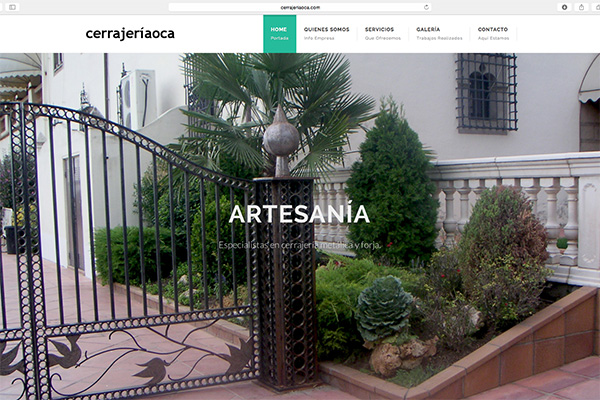 cerrajeriaoca.com
cerrajeríaoca
HOME QUIENES SOMOS SERVICIOS GALERÍA CONTACTO
Portada Info Empresa Que Ofrecemos Trabajos Realizados Aquí Estamos
ARTESANÍA
Especialistas en cerrajería metálica y forja.